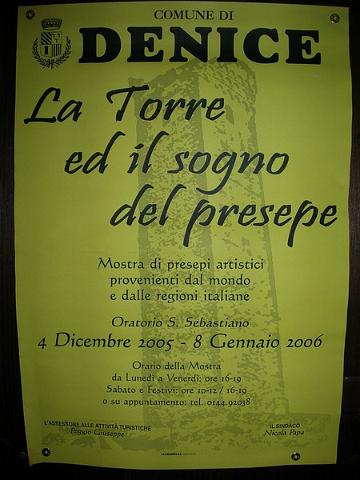 COMUNE DI
DENICE
La Torre
ed il sogno
del presepe
Mostra di presepi artistici
provenienti dal mondo
e dalle regioni italiane
Oratorio S. Sebastiano
4 Dicembre 2005 - 8 Gennaio 2006
Orario della Mostra
da Lunedì a Venerdì: ore 16-19
Sabato e Festivi: ore 10-12 / 16-19
o su appuntamento: tel. 0144.92038
L'ASSESSORE ALLE ATTIVITÀ TURISTICHE
Giuseppe
IL SINDACO
Nicola Papa